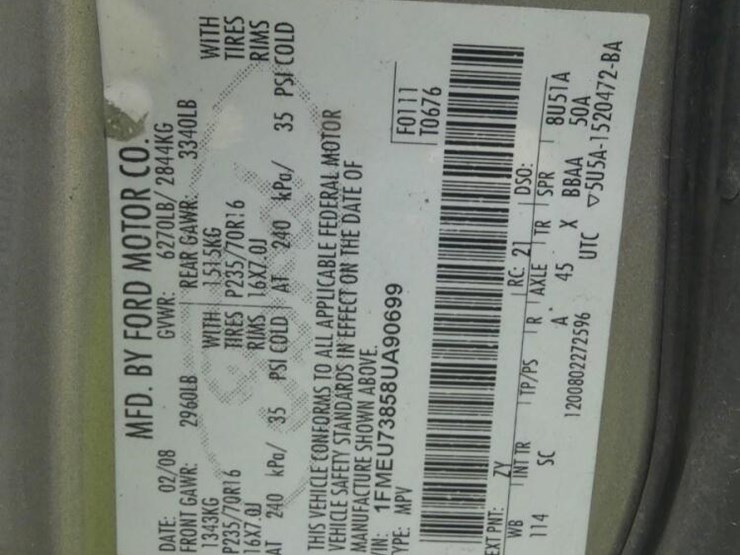 MFD. BY FORD MOTOR CO.
DATE: 02/08 GVWR: 6270LB/ 2844KG
FRONT GAWR: 2960LB REAR GAWR: 3340LB
1343KG WITH 1515KG WITH
P235/70R16 TIRES P235/70R16 TIRES
16X7.0J RIMS 16X7.0J RIMS
AT 240 kPa/ 35 PSI COLD AT 240 kPa/ 35 PSI COLD
THIS VEHICLE CONFORMS TO ALL APPLICABLE FEDERAL MOTOR
VEHICLE SAFETY STANDARDS IN EFFECT ON THE DATE OF
MANUFACTURE SHOWN ABOVE.
VIN: 1FMEU73858UA90699
TYPE: MPV
F0111
T0676
EXT PNT: ZY RC: 21 DSO:
WB INT TR TP/PS R AXLE TR SPR 8U51A
114 5C A 45 X BBAA 50A
1200802272596 UTC ▽5U5A-1520472-BA